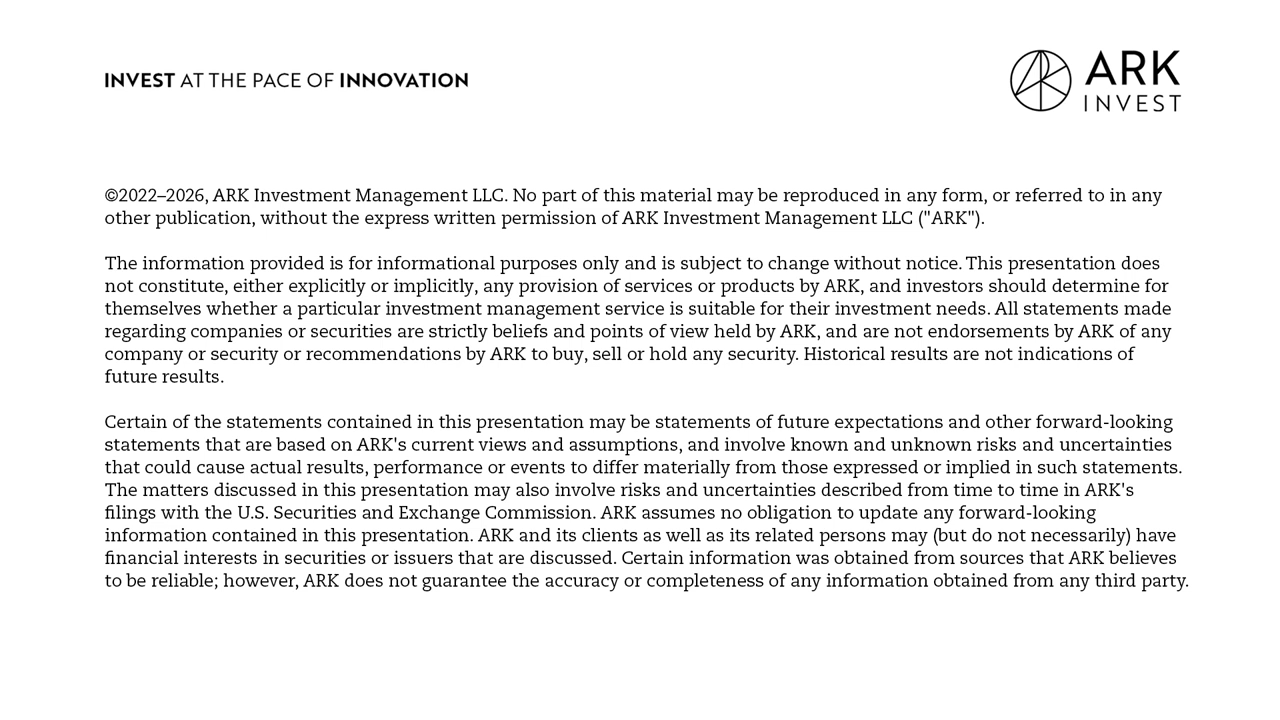 INVEST AT THE PACE OF INNOVATION
ARK
INVEST
©2022–2026, ARK Investment Management LLC. No part of this material may be reproduced in any form, or referred to in any
other publication, without the express written permission of ARK Investment Management LLC ("ARK").
The information provided is for informational purposes only and is subject to change without notice. This presentation does
not constitute, either explicitly or implicitly, any provision of services or products by ARK, and investors should determine for
themselves whether a particular investment management service is suitable for their investment needs. All statements made
regarding companies or securities are strictly beliefs and points of view held by ARK, and are not endorsements by ARK of any
company or security or recommendations by ARK to buy, sell or hold any security. Historical results are not indications of
future results.
Certain of the statements contained in this presentation may be statements of future expectations and other forward-looking
statements that are based on ARK's current views and assumptions, and involve known and unknown risks and uncertainties
that could cause actual results, performance or events to differ materially from those expressed or implied in such statements.
The matters discussed in this presentation may also involve risks and uncertainties described from time to time in ARK's
filings with the U.S. Securities and Exchange Commission. ARK assumes no obligation to update any forward-looking
information contained in this presentation. ARK and its clients as well as its related persons may (but do not necessarily) have
financial interests in securities or issuers that are discussed. Certain information was obtained from sources that ARK believes
to be reliable; however, ARK does not guarantee the accuracy or completeness of any information obtained from any third party.